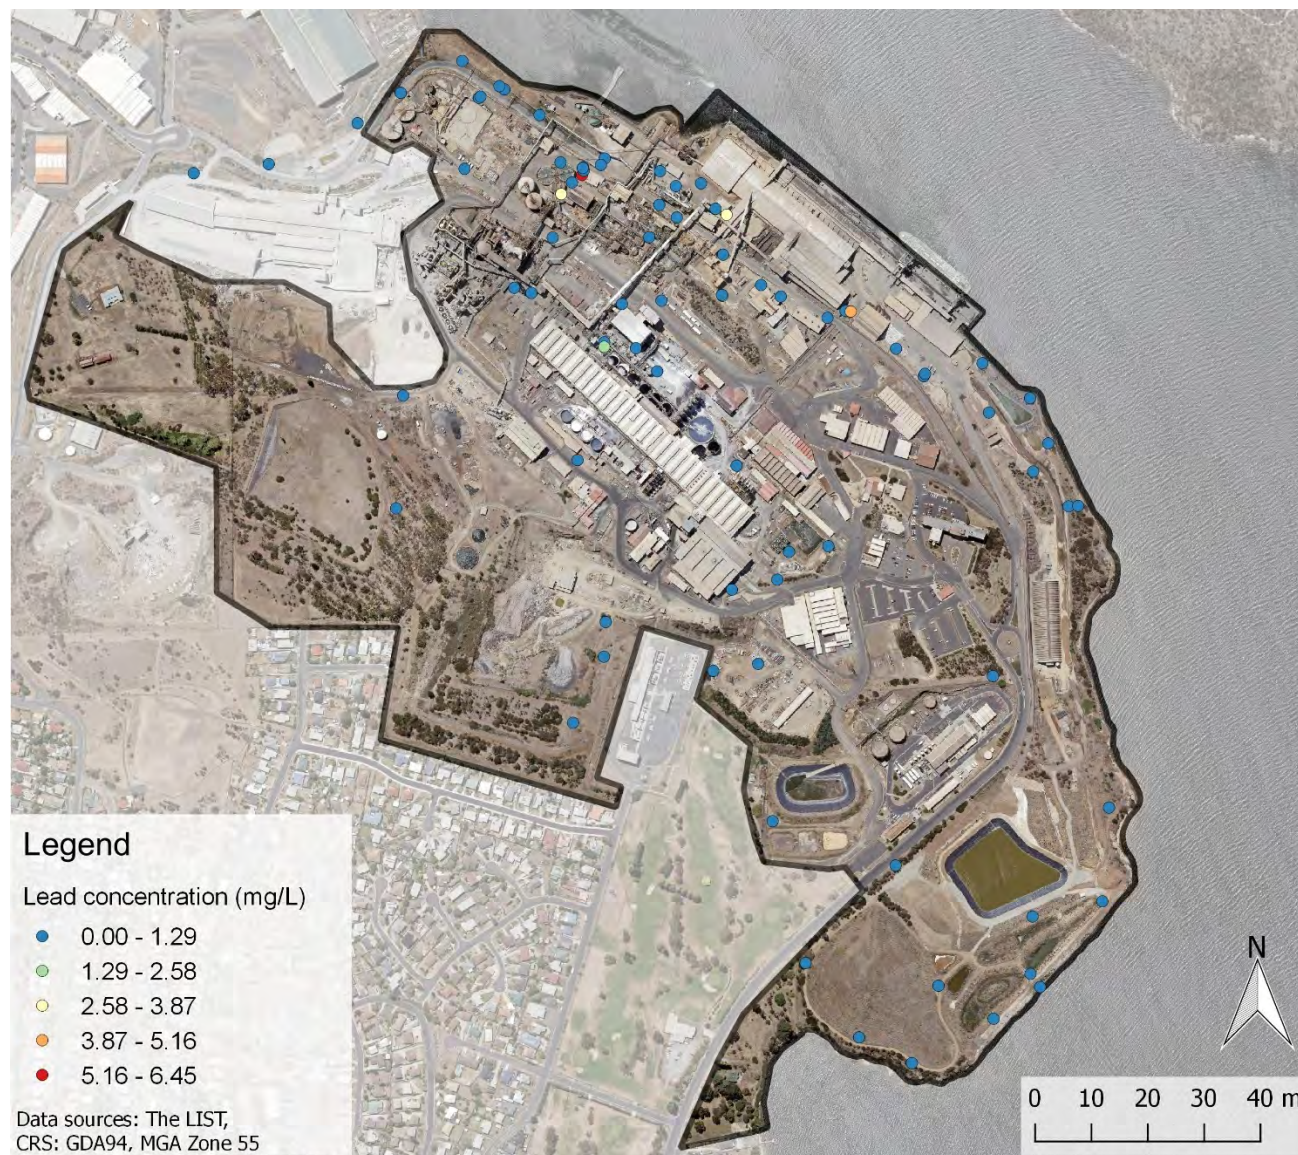 Legend
Lead concentration (mg/L)
0.00 - 1.29
1.29 - 2.58
2.58 - 3.87
3.87 - 5.16
5.16 - 6.45
Data sources: The LIST,
CRS: GDA94, MGA Zone 55
N
0 10 20 30 40 m